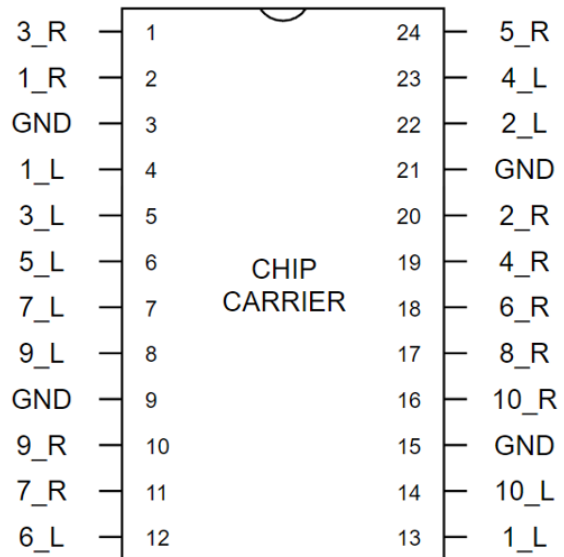 3_R 1 24 5_R
1_R 2 23 4_L
GND 3 22 2_L
1_L 4 21 GND
3_L 5 20 2_R
5_L 6 19 4_R
CHIP
CARRIER
7_L 7 18 6_R
9_L 8 17 8_R
GND 9 16 10_R
9_R 10 15 GND
7_R 11 14 10_L
6_L 12 13 1_L